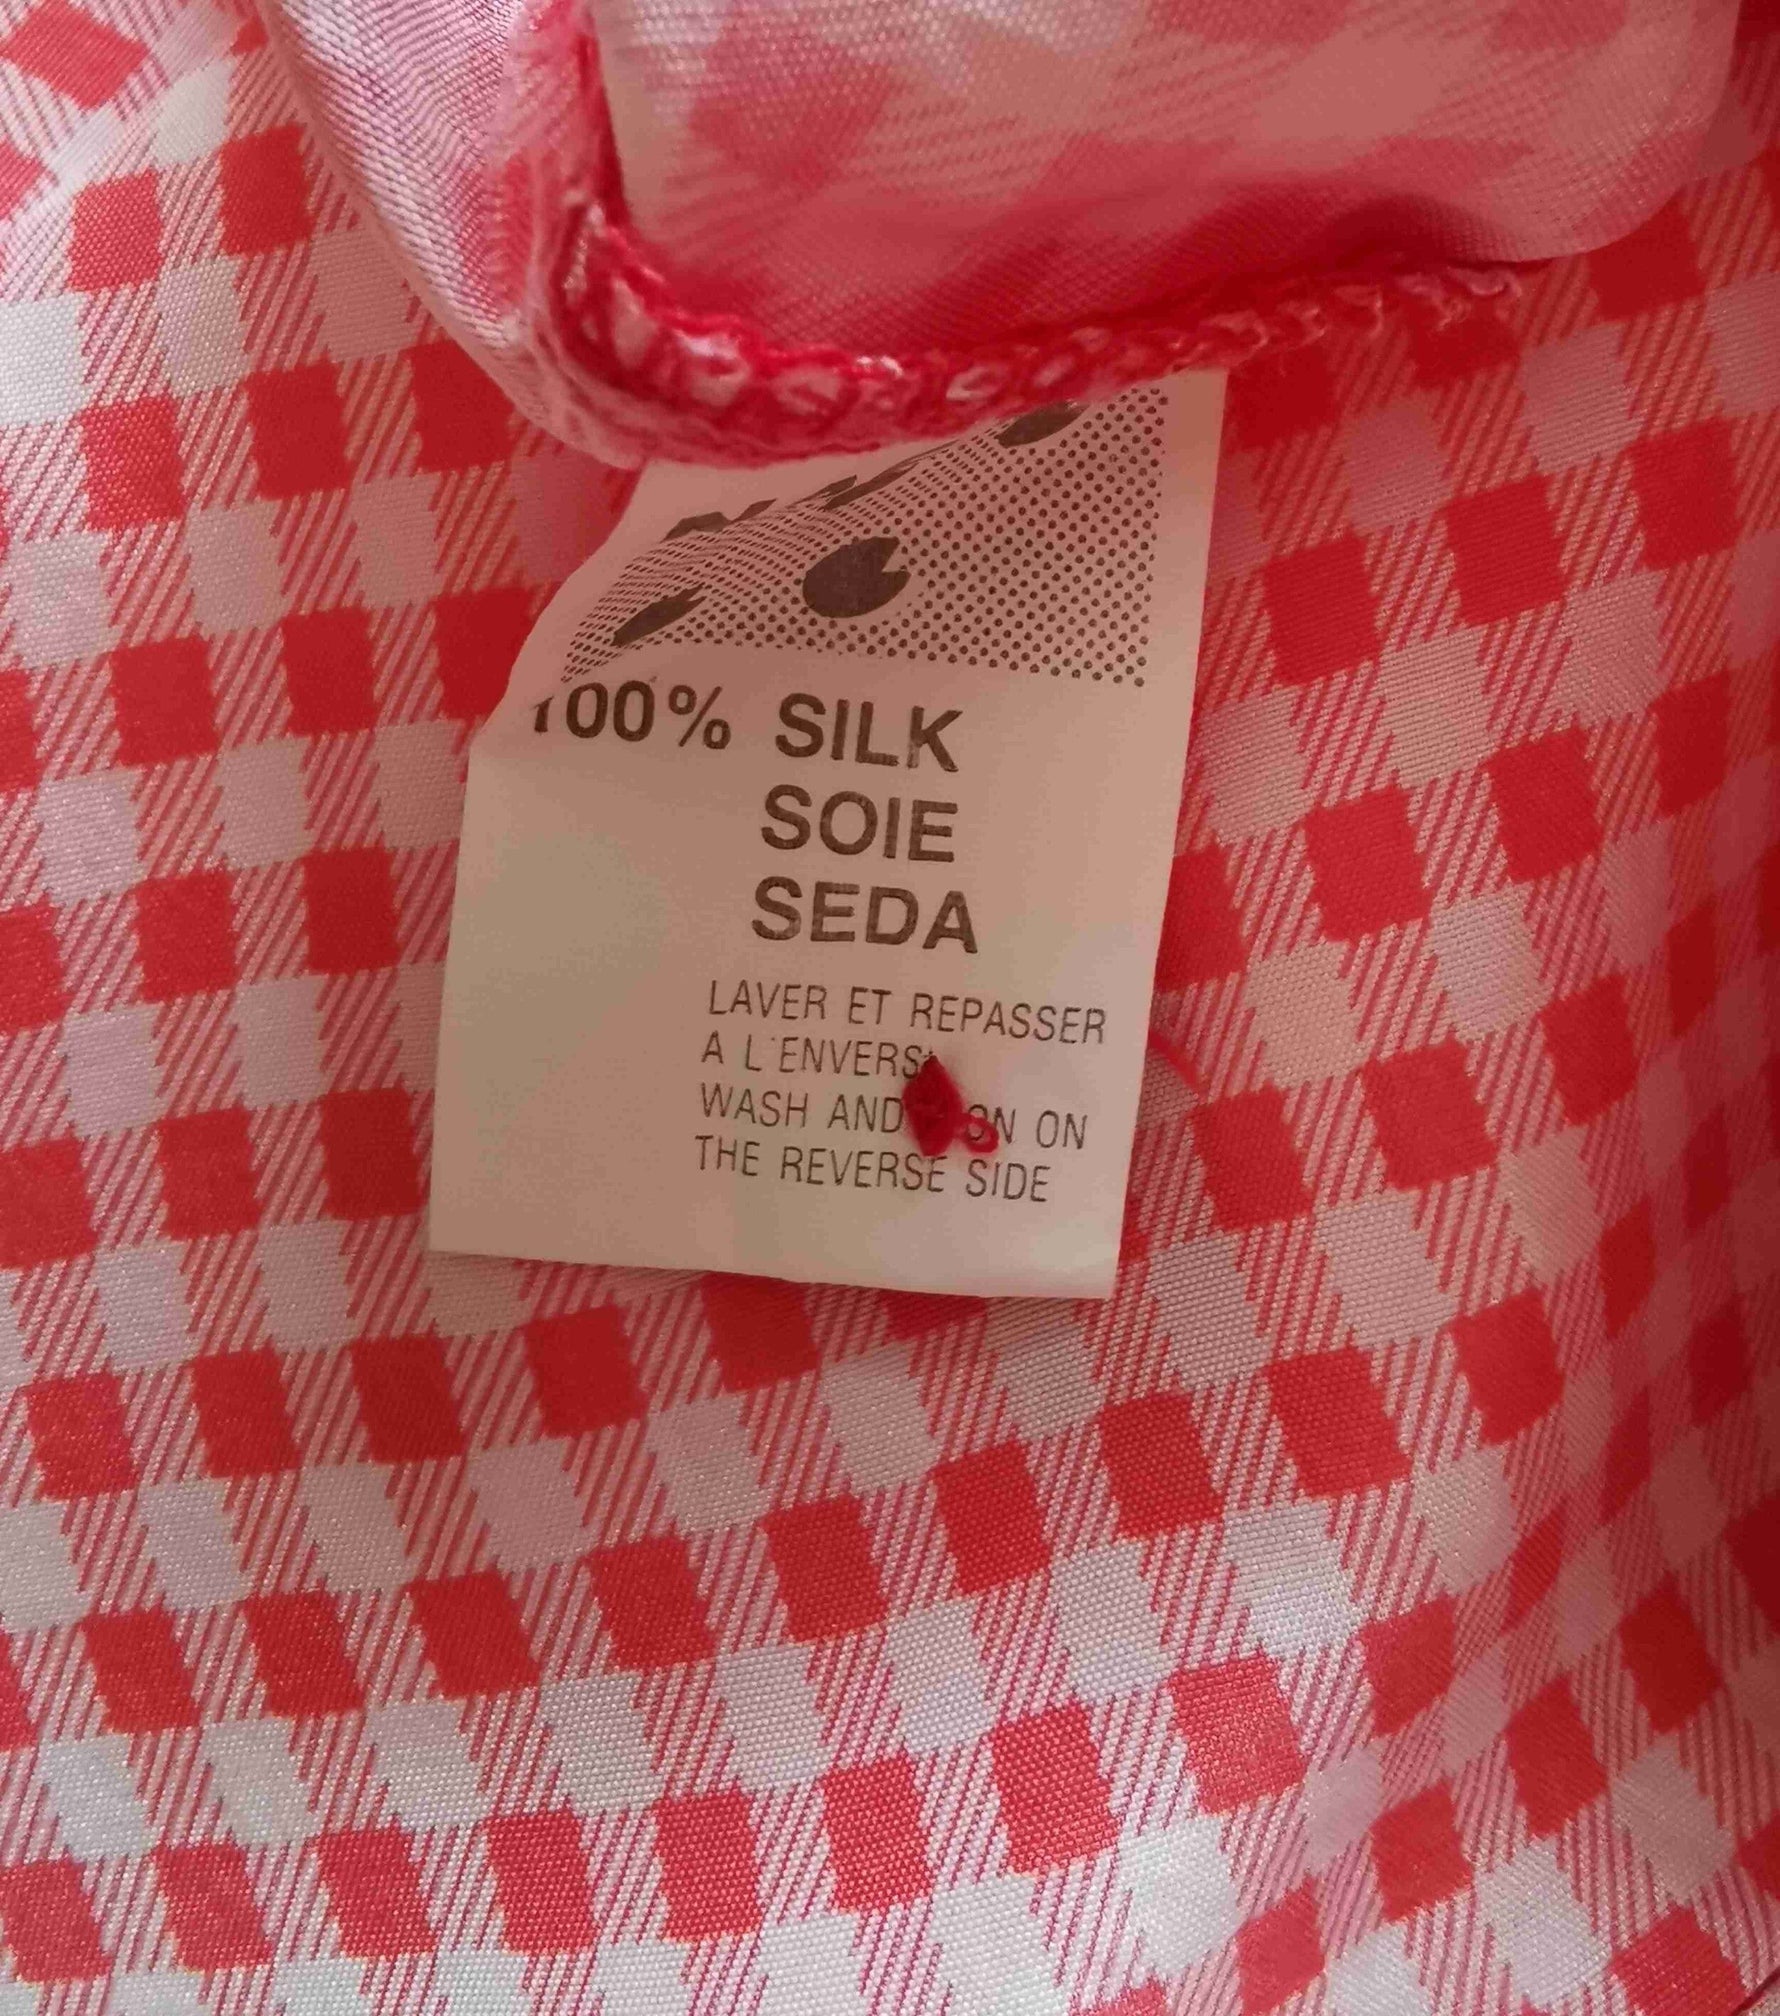 100% SILK
SOIE
SEDA
LAVER ET REPASSER
A L'ENVERS
WASH AND ON ON
THE REVERSE SIDE